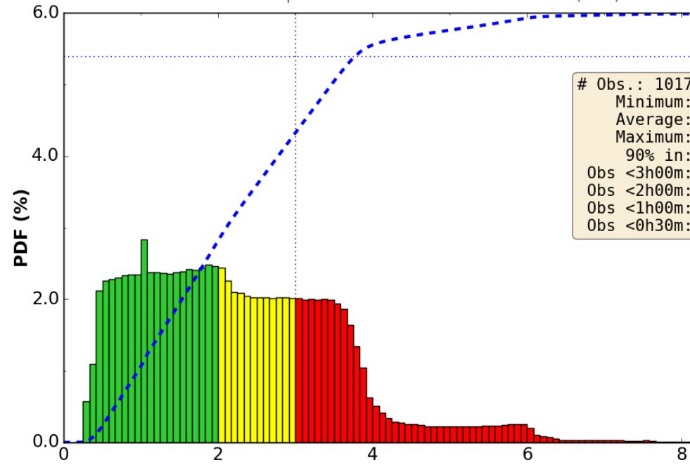 6.0
# Obs.: 1017
Minimum:
Average:
Maximum:
90% in:
Obs <3h00m:
Obs <2h00m:
Obs <1h00m:
Obs <0h30m:
4.0
PDF (%)
2.0
0.0
0 2 4 6 8